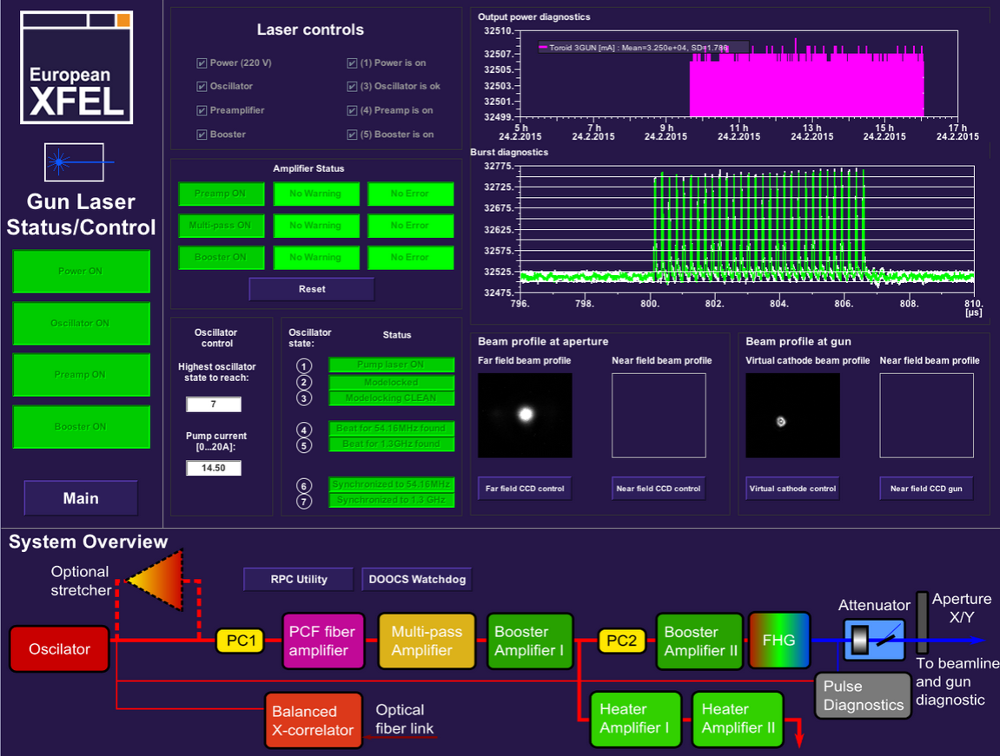 European
XFEL
Gun Laser
Status/Control
Power ON
Oscillator ON
Preamp ON
Booster ON
Main
Laser controls
Power (220 V)
(1) Power is on
Oscillator
(3) Oscillator is ok
Preamplifier
(4) Preamp is on
Booster
(5) Booster is on
Amplifier Status
Preamp ON
No Warning
No Error
Multi-pass ON
No Warning
No Error
Booster ON
No Warning
No Error
Reset
Oscillator
control
Highest oscillator
state to reach:
7
Pump current
[0...20A]:
14.50
Oscillator
state:
Status
1
Pump laser ON
2
Modelocked
3
Modelocking CLEAN
4
Beat for 54.16MHz found
5
Beat for 1.3GHz found
6
Synchronized to 54.16MHz
7
Synchronized to 1.3 GHz
Output power diagnostics
32510.
32507.
32505.
32503.
32501.
32499.
Toroid 3GUN [mA] : Mean=3.250e+04, SD=1.786
5 h 7 h 9 h 11 h 13 h 15 h 17 h
24.2.2015 24.2.2015 24.2.2015 24.2.2015 24.2.2015 24.2.2015 24.2.2015
Burst diagnostics
32775.
32725.
32675.
32625.
32575.
32525.
32475.
796. 798. 800. 802. 804. 806. 808. 810.
[µs]
Beam profile at aperture
Far field beam profile
Near field beam profile
Far field CCD control
Near field CCD control
Beam profile at gun
Virtual cathode beam profile
Near field beam profile
Virtual cathode control
Near field CCD gun
System Overview
Optional
stretcher
RPC Utility
DOOCS Watchdog
Oscilator
PC1
PCF fiber
amplifier
Multi-pass
Amplifier
Booster
Amplifier I
PC2
Booster
Amplifier II
FHG
Attenuator
Aperture
X/Y
To beamline
and gun
diagnostic
Pulse
Diagnostics
Balanced
X-correlator
Optical
fiber link
Heater
Amplifier I
Heater
Amplifier II